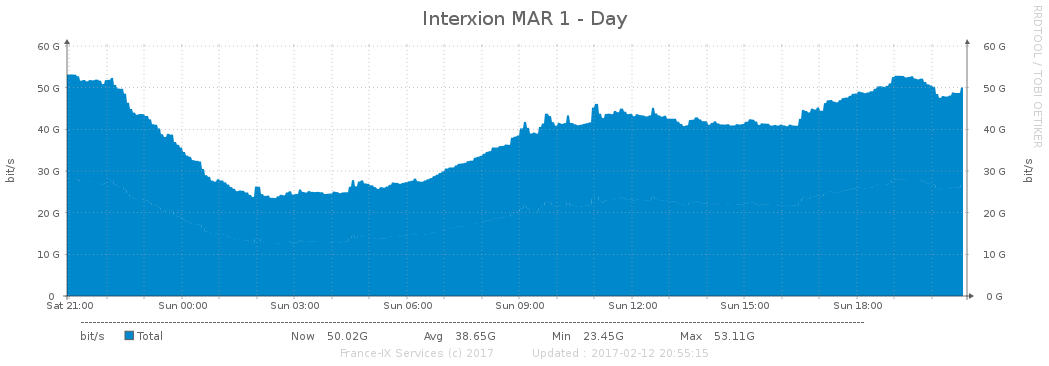 Interxion MAR 1 - Day
RRDTOOL / TOBI OETIKER
60 G 60 G
50 G 50 G
40 G 40 G
30 G 30 G
20 G 20 G
10 G 10 G
0 0 G
bit/s
bit/s
Sat 21:00 Sun 00:00 Sun 03:00 Sun 06:00 Sun 09:00 Sun 12:00 Sun 15:00 Sun 18:00
bit/s Total Now 50.02G Avg 38.65G Min 23.45G Max 53.11G
France-IX Services (c) 2017 Updated : 2017-02-12 20:55:15